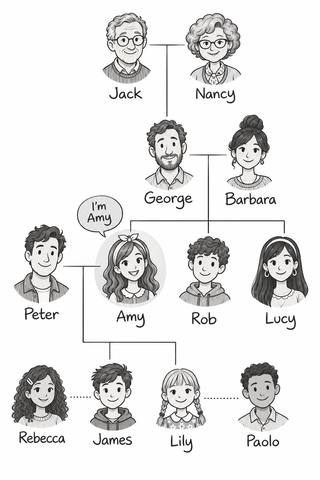 Jack
Nancy
George
Barbara
I'm
Amy
Peter
Amy
Rob
Lucy
Rebecca
James
Lily
Paolo